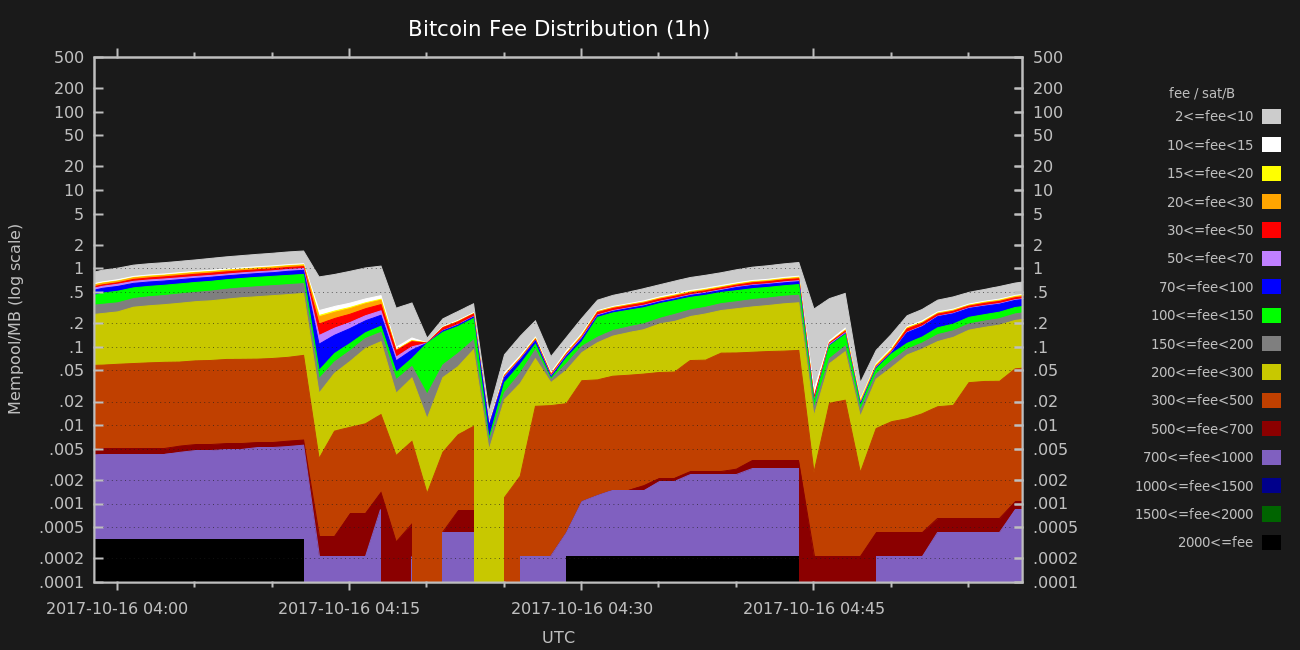 Bitcoin Fee Distribution (1h)
500
200
100
50
20
10
5
2
1
.5
.2
.1
.05
.02
.01
.005
.002
.001
.0005
.0002
.0001
Mempool/MB (log scale)
500
200
100
50
20
10
5
2
1
.5
.2
.1
.05
.02
.01
.005
.002
.001
.0005
.0002
.0001
2017-10-16 04:00
2017-10-16 04:15
2017-10-16 04:30
2017-10-16 04:45
UTC
fee / sat/B
2<=fee<10
10<=fee<15
15<=fee<20
20<=fee<30
30<=fee<50
50<=fee<70
70<=fee<100
100<=fee<150
150<=fee<200
200<=fee<300
300<=fee<500
500<=fee<700
700<=fee<1000
1000<=fee<1500
1500<=fee<2000
2000<=fee